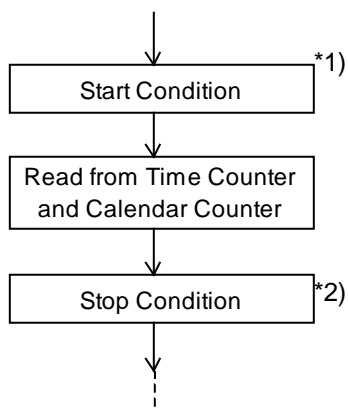 *1)
Start Condition
Read from Time Counter
and Calendar Counter
*2)
Stop Condition